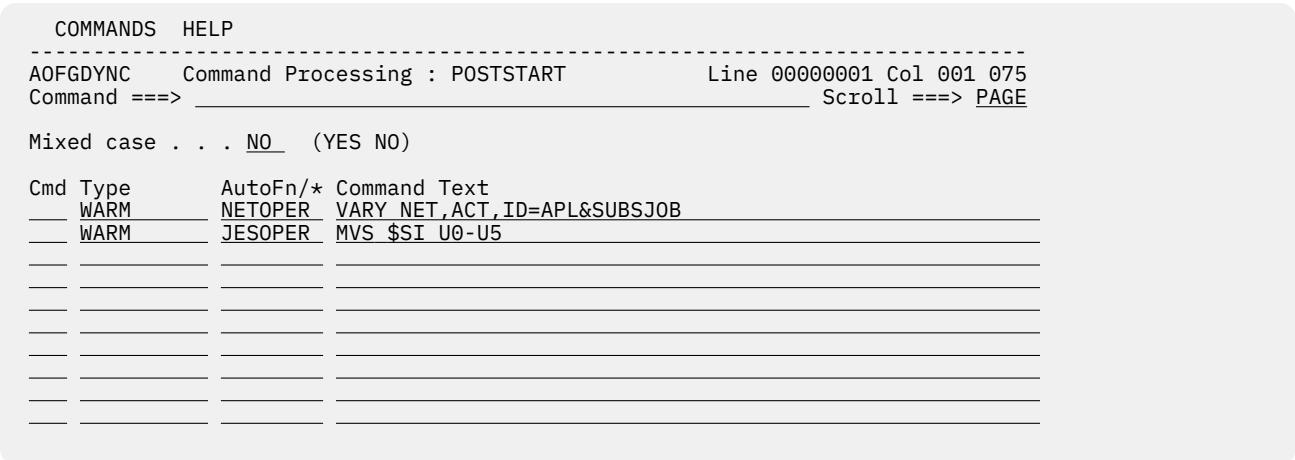 COMMANDS  HELP
-------------------------------------------------------------------------------
AOFGDYNC    Command Processing : POSTSTART           Line 00000001 Col 001 075
Command ===> ________________________________________________ Scroll ===> PAGE
Mixed case . . . NO   (YES NO)
Cmd Type       AutoFn/* Command Text
WARM       NETOPER  VARY NET,ACT,ID=APL&SUBSJOB
WARM       JESOPER  MVS $SI U0-U5